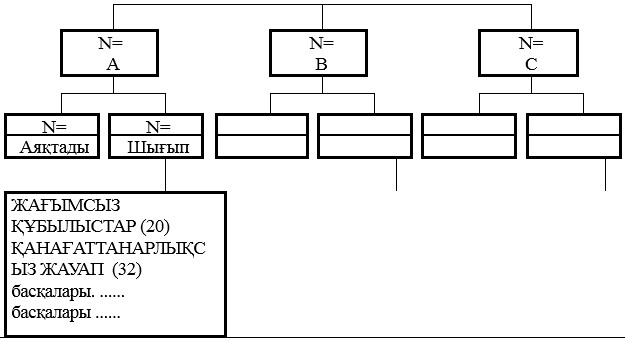 N=
A
N=
B
N=
C
N=
Аяқтады
N=
Шығып
ЖАҒЫМСЫЗ
ҚҰБЫЛЫСТАР (20)
ҚАНАҒАТТАНАРЛЫҚС
ЫЗ ЖАУАП (32)
басқалары. ......
басқалары ......